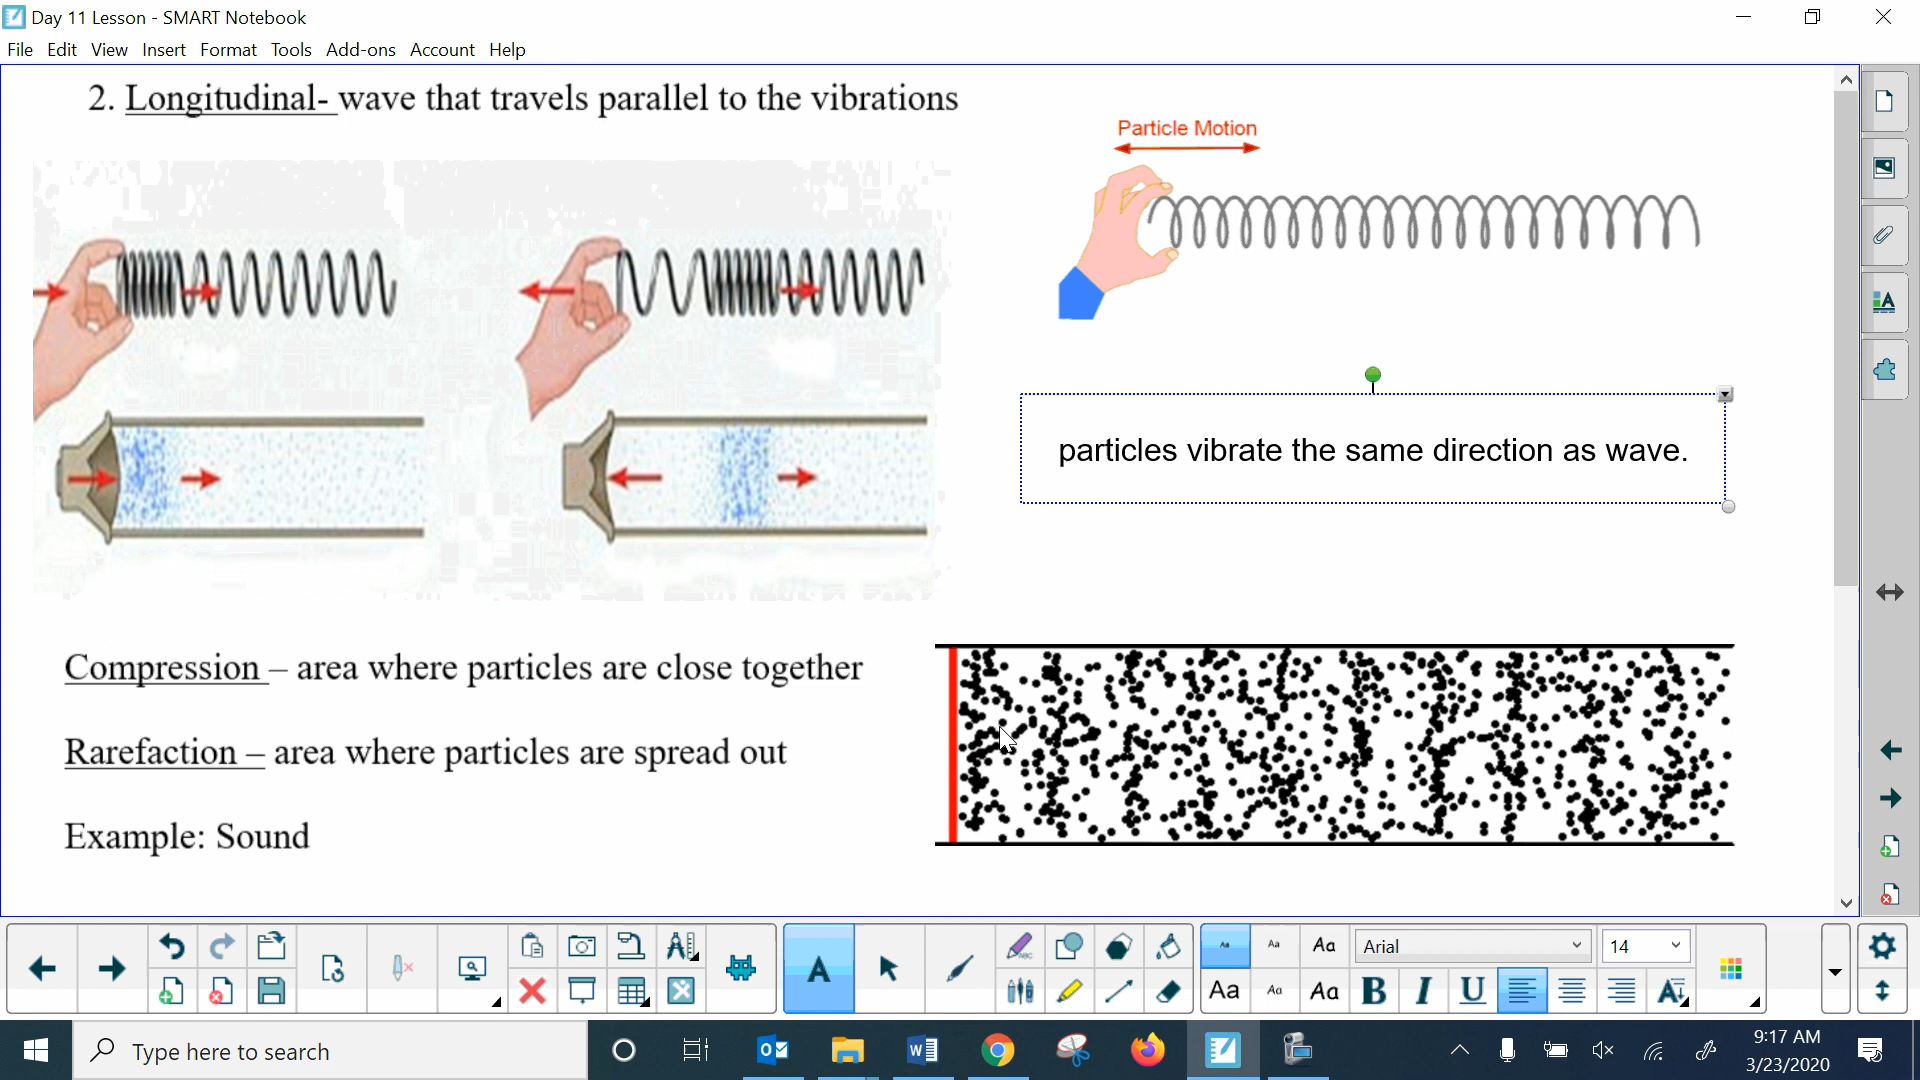 Day 11 Lesson - SMART Notebook
File Edit View Insert Format Tools Add-ons Account Help
2. Longitudinal- wave that travels parallel to the vibrations
Particle Motion
particles vibrate the same direction as wave.
Compression – area where particles are close together
Rarefaction – area where particles are spread out
Example: Sound
A
Aa Aa Aa Arial 14
Aa Aa Aa B I U A
Type here to search
9:17 AM
3/23/2020